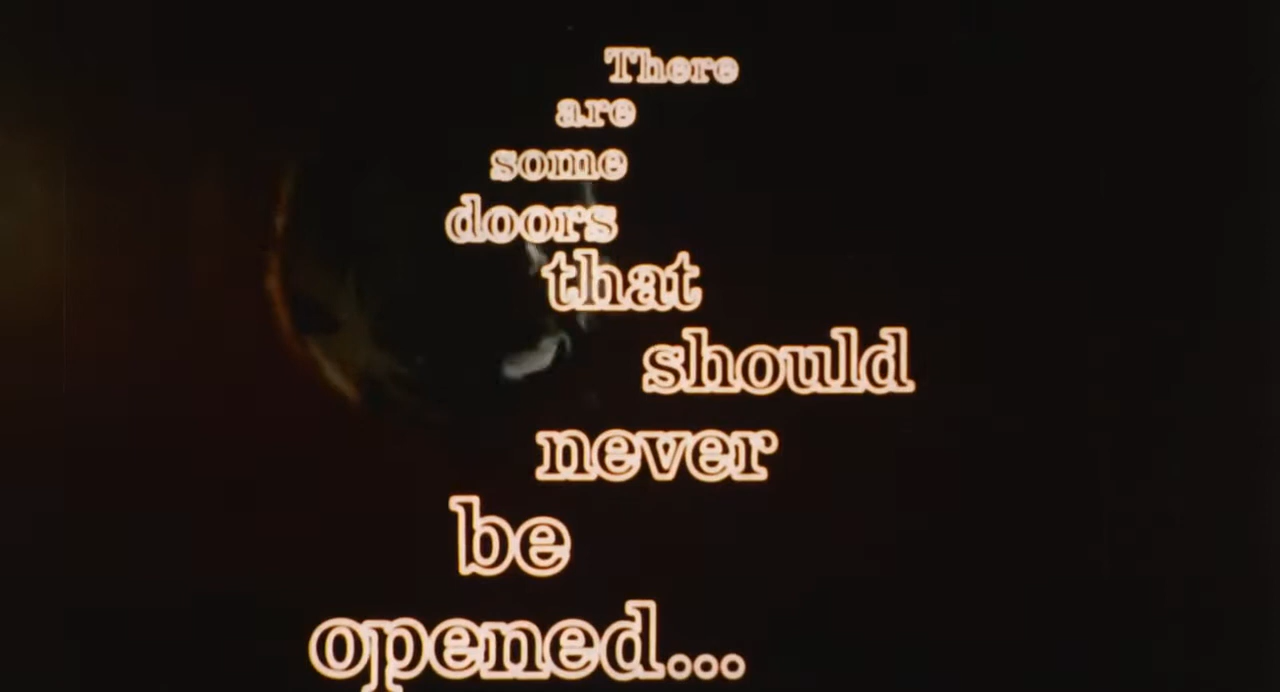 There
are
some
doors
that
should
never
be
opened...